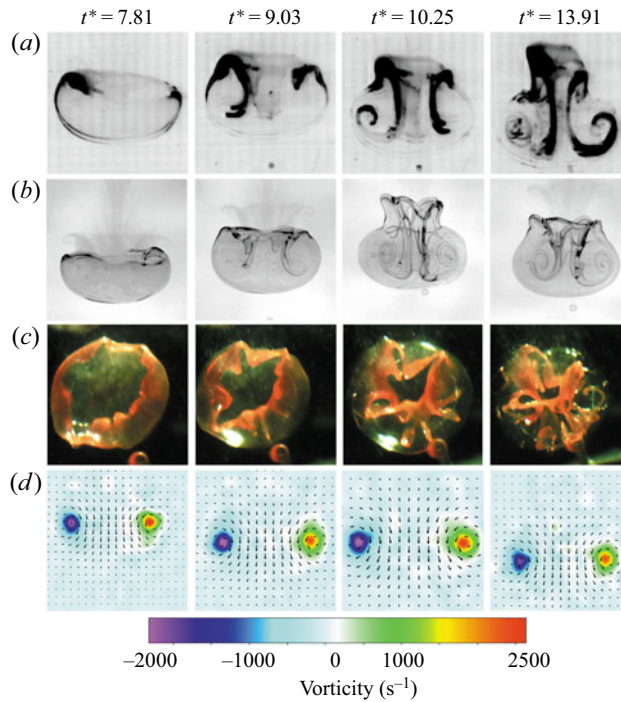 t* = 7.81 t* = 9.03 t* = 10.25 t* = 13.91
(a)
(b)
(c)
(d)
–2000 –1000 0 1000 2500
Vorticity (s⁻¹)